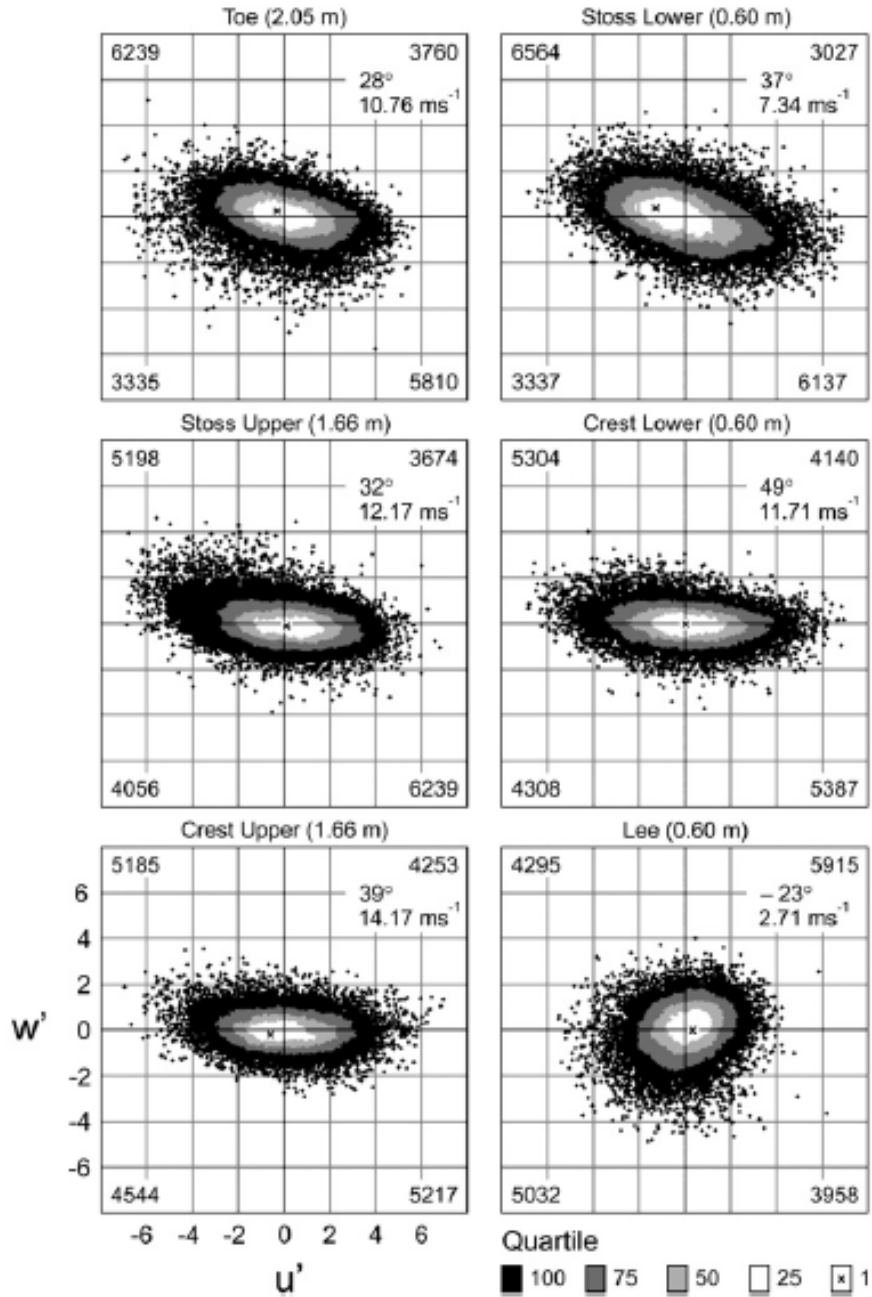 Toe (2.05 m)
6239
3760
28°
10.76 ms-1
3335
5810
Stoss Lower (0.60 m)
6564
3027
37°
7.34 ms-1
3337
6137
Stoss Upper (1.66 m)
5198
3674
32°
12.17 ms-1
4056
6239
Crest Lower (0.60 m)
5304
4140
49°
11.71 ms-1
4308
5387
Crest Upper (1.66 m)
5185
4253
39°
14.17 ms-1
4544
5217
6
4
2
0
-2
-4
-6
w'
-6 -4 -2 0 2 4 6
u'
Lee (0.60 m)
4295
5915
–23°
2.71 ms-1
5032
3958
Quartile
100 75 50 25 x 1